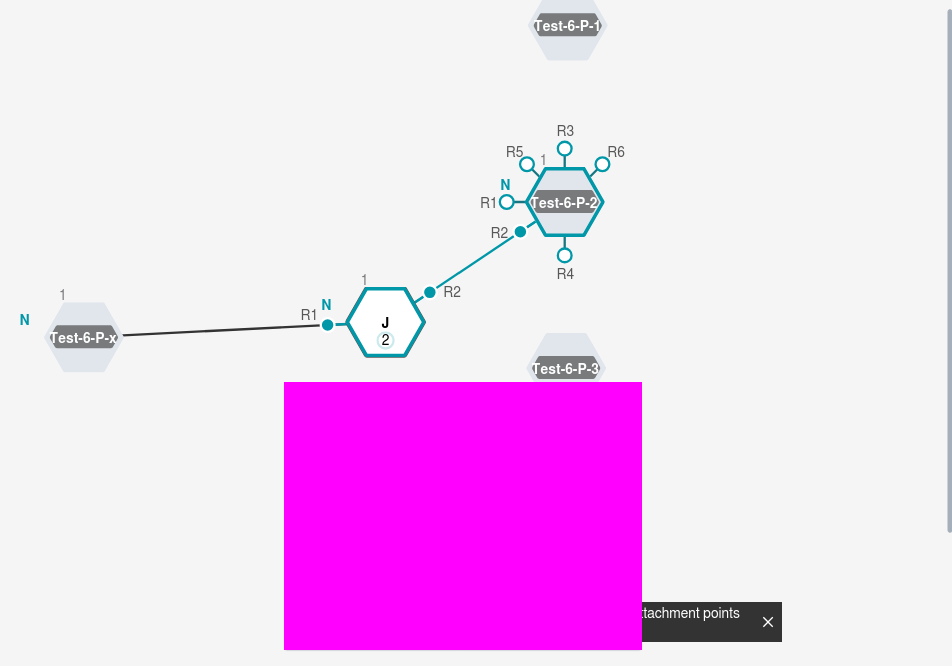 Test-6-P-1
R3
R5
1
R6
N
R1
Test-6-P-2
R2
R4
1
R2
N
R1
J
2
1
N
Test-6-P-x
Test-6-P-3
points